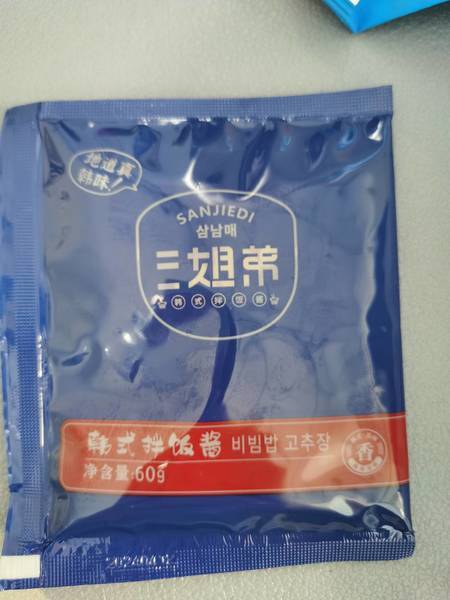 地道真
韩味！
SANJIEDI
삼남매
三姐弟
韩式拌饭酱
韩式拌饭酱 비빔밥 고추장
净含量:60g
香